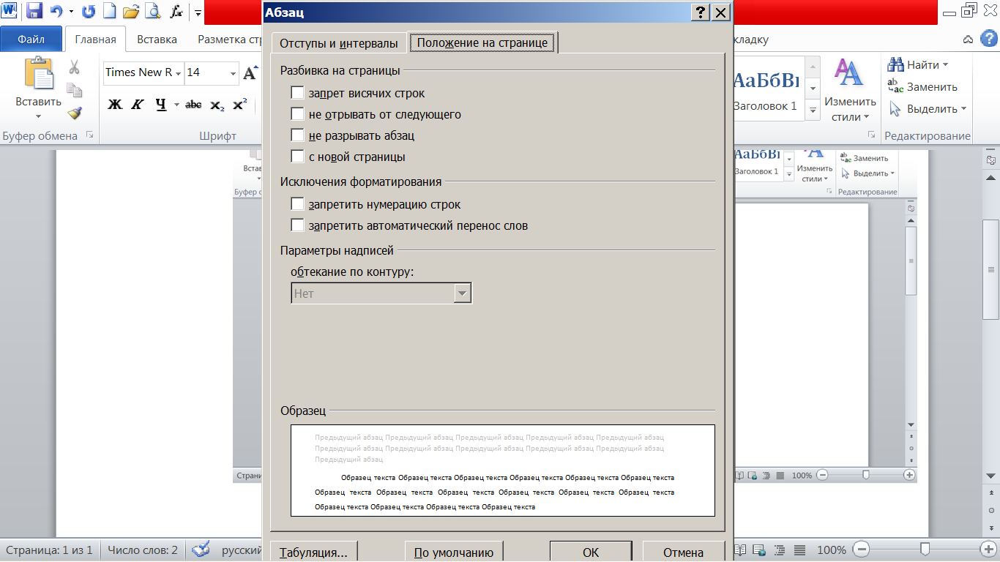 Абзац
Файл
Главная
Вставка
Разметка стр
кладку
Отступы и интервалы
Положение на странице
Вставить
Буфер обмена
Times New R
14
Ж К Ч abc x₂ x²
Шрифт
АаБбВı
Заголовок 1
Изменить
стили
Найти
Заменить
Выделить
Редактирование
Разбивка на страницы
запрет висячих строк
не отрывать от следующего
не разрывать абзац
с новой страницы
Исключения форматирования
запретить нумерацию строк
запретить автоматический перенос слов
Параметры надписей
обтекание по контуру:
Нет
Образец
Предыдущий абзац Предыдущий абзац Предыдущий абзац Предыдущий абзац Предыдущий абзац
Предыдущий абзац Предыдущий абзац Предыдущий абзац Предыдущий абзац Предыдущий абзац
Предыдущий абзац
Образец текста Образец текста Образец текста Образец текста Образец текста Образец текста
Образец текста Образец текста Образец текста Образец текста Образец текста Образец текста
Образец текста Образец текста Образец текста Образец текста
Табуляция...
По умолчанию
ОК
Отмена
Встав
Буфер о
Заголовок 1
Изменить
стили
Заменить
Выделить
Редактирование
Страни
100%
Страница: 1 из 1
Число слов: 2
русский
100%